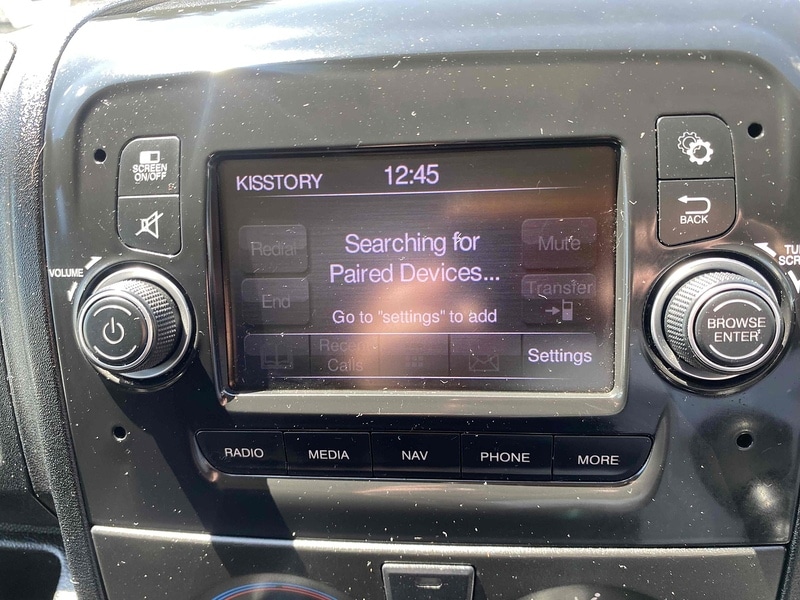 SCREEN
ON/OFF
VOLUME
KISSTORY 12:45
Redial
Searching for
Paired Devices...
Mute
End
Transfer
Go to "settings" to add
Recent
Calls
Settings
BACK
BROWSE
ENTER
RADIO MEDIA NAV PHONE MORE